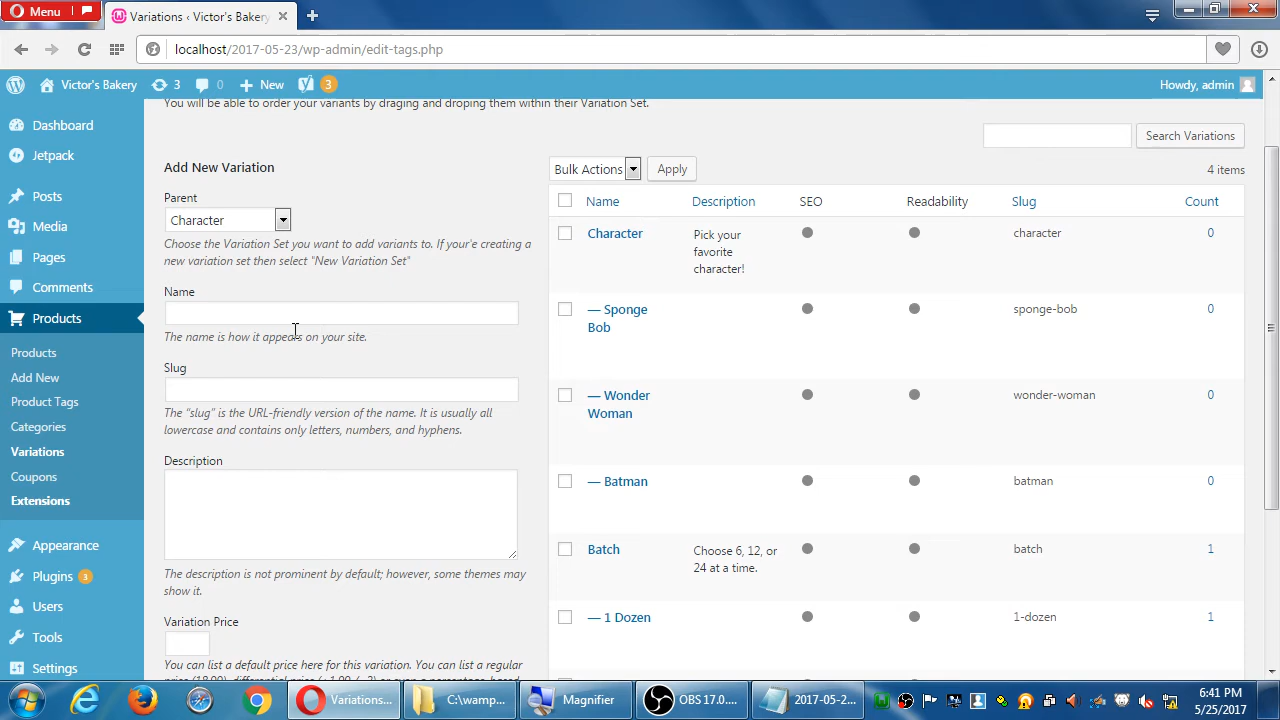 Menu
Variations ‹ Victor's Bakery
localhost/2017-05-23/wp-admin/edit-tags.php
Victor's Bakery
3
0
New
3
Howdy, admin
You will be able to order your variants by draging and droping them within their Variation Set.
Dashboard
Jetpack
Posts
Media
Pages
Comments
Products
Products
Add New
Product Tags
Categories
Variations
Coupons
Extensions
Appearance
Plugins 3
Users
Tools
Settings
Search Variations
Add New Variation
Parent
Character
Choose the Variation Set you want to add variants to. If your'e creating a
new variation set then select "New Variation Set"
Name
The name is how it appears on your site.
Slug
The “slug” is the URL-friendly version of the name. It is usually all
lowercase and contains only letters, numbers, and hyphens.
Description
The description is not prominent by default; however, some themes may
show it.
Variation Price
You can list a default price here for this variation. You can list a regular
Bulk Actions
Apply
4 items
Name Description SEO Readability Slug Count
Character
Pick your
favorite
character!
character
0
— Sponge
Bob
sponge-bob
0
— Wonder
Woman
wonder-woman
0
— Batman
batman
0
Batch
Choose 6, 12, or
24 at a time.
batch
1
— 1 Dozen
1-dozen
1
Variations...
C:\wamp...
Magnifier
OBS 17.0....
2017-05-2...
6:41 PM
5/25/2017